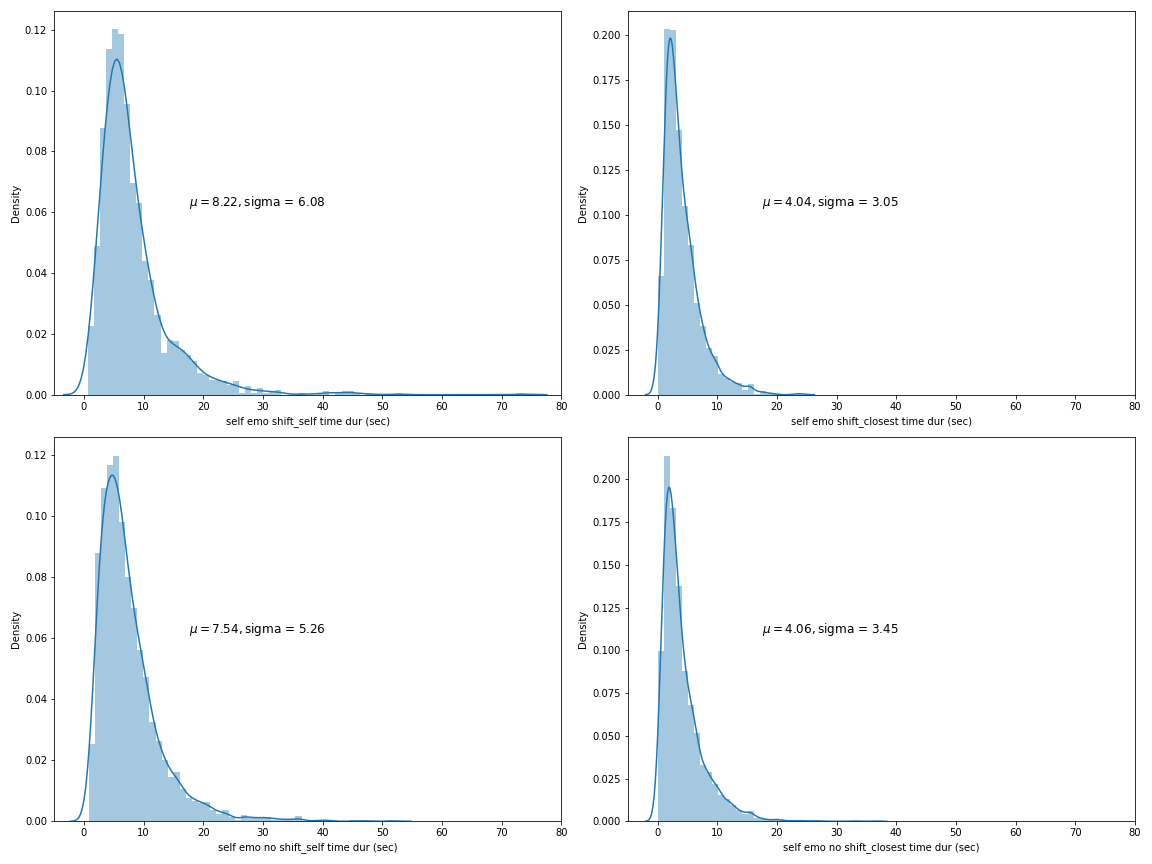 0.12
0.10
0.08
0.06
0.04
0.02
0.00
Density
μ = 8.22, sigma = 6.08
0 10 20 30 40 50 60 70 80
self emo shift_self time dur (sec)
0.200
0.175
0.150
0.125
0.100
0.075
0.050
0.025
0.000
Density
μ = 4.04, sigma = 3.05
0 10 20 30 40 50 60 70 80
self emo shift_closest time dur (sec)
0.12
0.10
0.08
0.06
0.04
0.02
0.00
Density
μ = 7.54, sigma = 5.26
0 10 20 30 40 50 60 70 80
self emo no shift_self time dur (sec)
0.200
0.175
0.150
0.125
0.100
0.075
0.050
0.025
0.000
Density
μ = 4.06, sigma = 3.45
0 10 20 30 40 50 60 70 80
self emo no shift_closest time dur (sec)